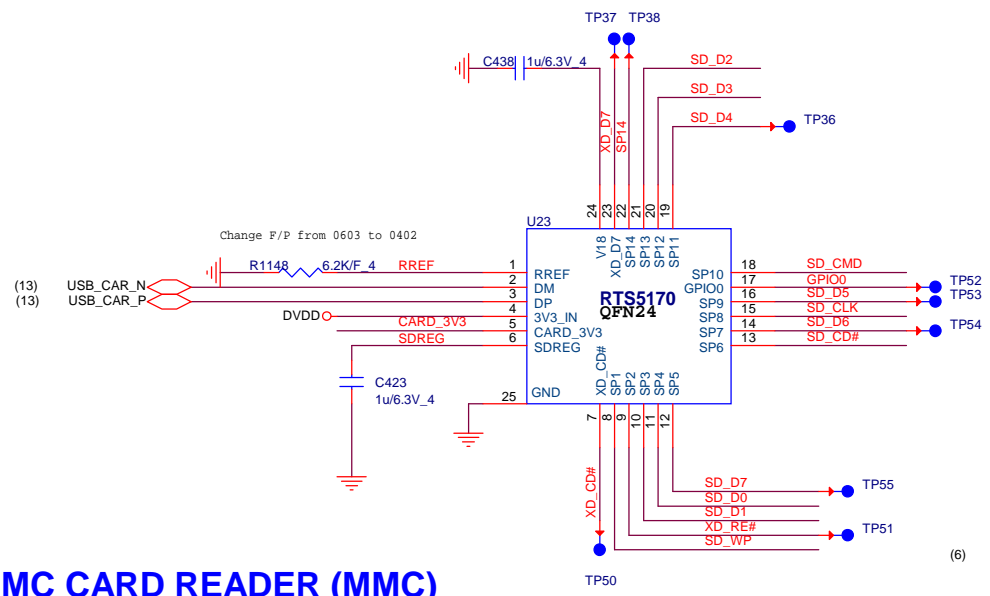 TP37 TP38
C438 1u/6.3V_4
SD_D2
SD_D3
SD_D4
TP36
XD_D7
SP14
24
23
22
21
20
19
U23
V18
XD_D7
SP14
SP13
SP12
SP11
Change F/P from 0603 to 0402
R1148 6.2K/F_4 RREF 1 RREF
(13) USB_CAR_N 2 DM
(13) USB_CAR_P 3 DP
DVDD 4 3V3_IN
CARD_3V3 5 CARD_3V3
SDREG 6 SDREG
RTS5170
QFN24
SP10 18 SD_CMD
GPIO0 17 GPIO0 TP52
SP9 16 SD_D5 TP53
SP8 15 SD_CLK
SP7 14 SD_D6 TP54
SP6 13 SD_CD#
C423
1u/6.3V_4
25 GND
XD_CD#
SP1
SP2
SP3
SP4
SP5
7
8
9
10
11
12
XD_CD#
SD_D7 TP55
SD_D0
SD_D1
XD_RE# TP51
SD_WP
TP50
(6)
MC CARD READER (MMC)